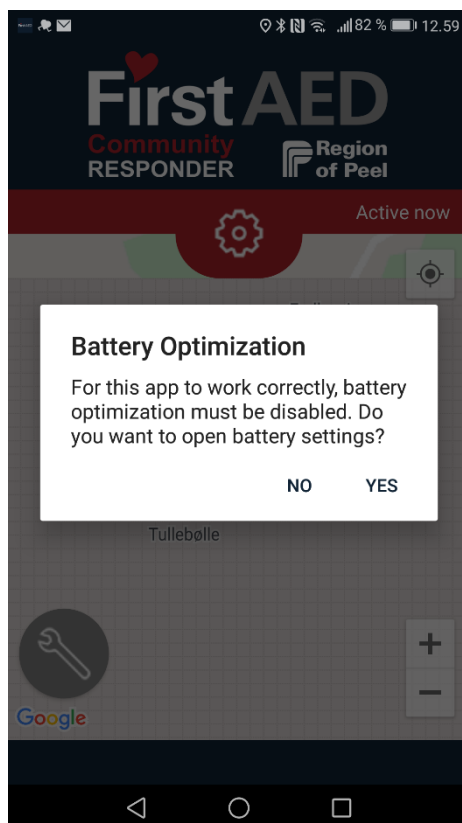 82 % 12.59
First AED
Community
RESPONDER
Region
of Peel
Active now
Battery Optimization
For this app to work correctly, battery
optimization must be disabled. Do
you want to open battery settings?
NO YES
Tullebølle
+
−
Google